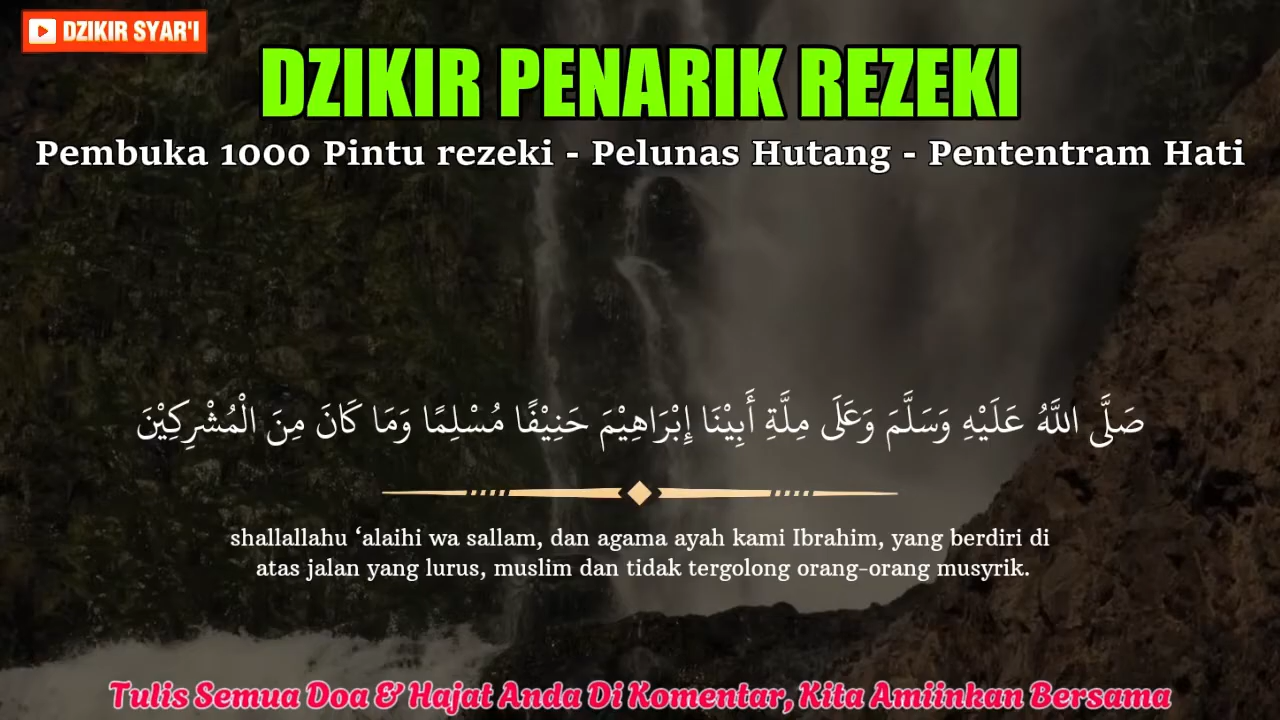 DZIKIR SYAR'I
DZIKIR PENARIK REZEKI
Pembuka 1000 Pintu rezeki - Pelunas Hutang - Pententram Hati
صَلَّى اللَّهُ عَلَيْهِ وَسَلَّمَ وَعَلَى مِلَّةِ أَبِيْنَا إِبْرَاهِيْمَ حَنِيْفًا مُسْلِمًا وَمَا كَانَ مِنَ الْمُشْرِكِيْنَ
shallallahu ‘alaihi wa sallam, dan agama ayah kami Ibrahim, yang berdiri di
atas jalan yang lurus, muslim dan tidak tergolong orang-orang musyrik.
Tulis Semua Doa & Hajat Anda Di Komentar, Kita Amiinkan Bersama